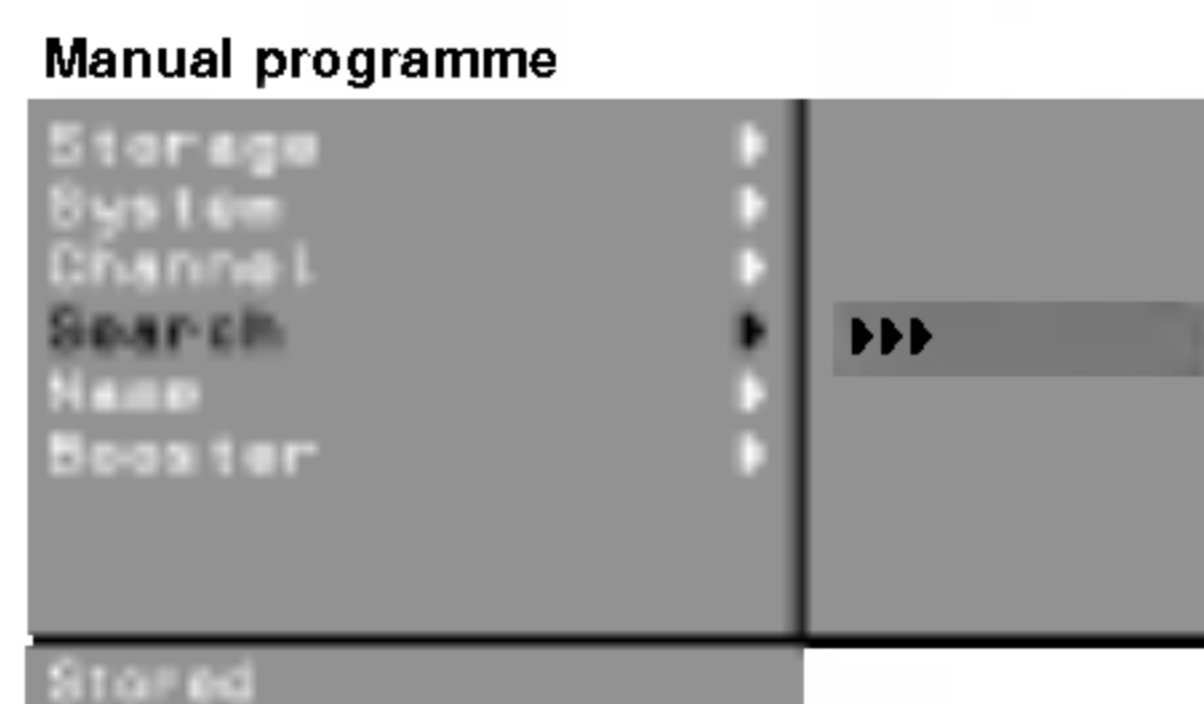 Manual programme
Storage
System
Channel
Search
Name
Booster
Stored